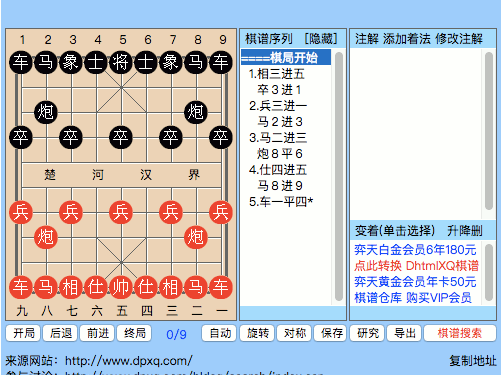 1 2 3 4 5 6 7 8 9
车 马 象 士 将 士 象 马 车
炮 炮
卒 卒 卒 卒 卒
楚 河 汉 界
兵 兵 兵 兵 兵
炮 炮
车 马 相 仕 帅 仕 相 马 车
九 八 七 六 五 四 三 二 一
棋谱序列 [隐藏]
====棋局开始
1.相三进五
卒3进1
2.兵三进一
马2进3
3.马二进三
炮8平6
4.仕四进五
马8进9
5.车一平四*
注解 添加着法 修改注解
变着(单击选择) 升降删
弈天白金会员6年180元
点此转换 DhtmlXQ棋谱
弈天黄金会员年卡50元
棋谱仓库 购买VIP会员
开局 后退 前进 终局 0/9 自动 旋转 对称 保存 研究 导出 棋谱搜索
来源网站: http://www.dpxq.com/ 复制地址